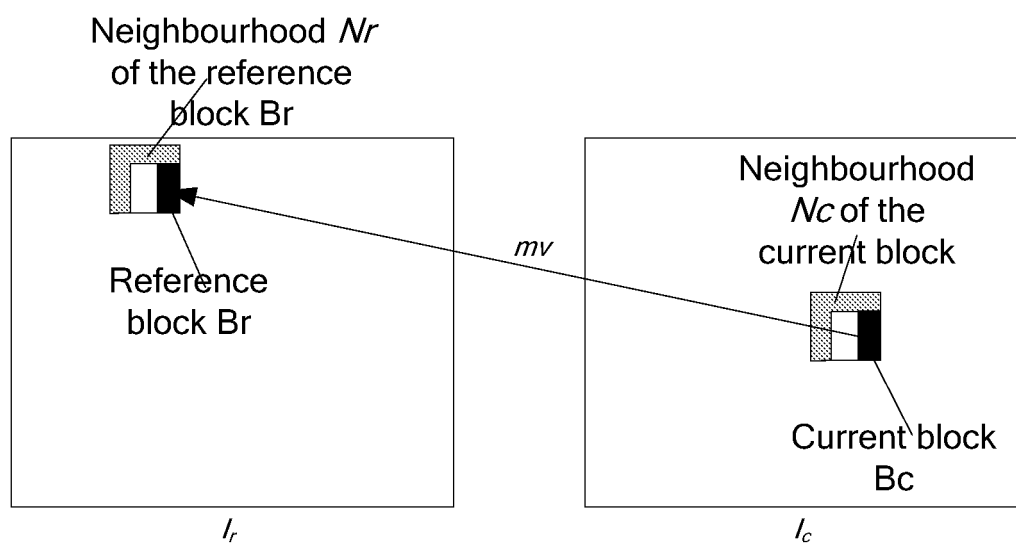 Neighbourhood Nr
of the reference
block Br
Reference
block Br
Ir
mv
Neighbourhood
Nc of the
current block
Current block
Bc
Ic